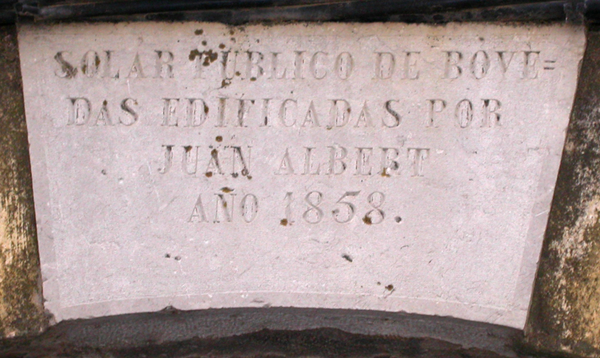 SOLAR PUBLICO DE BOVE=
DAS EDIFICADAS POR
JUAN ALBERT
AÑO 1858.